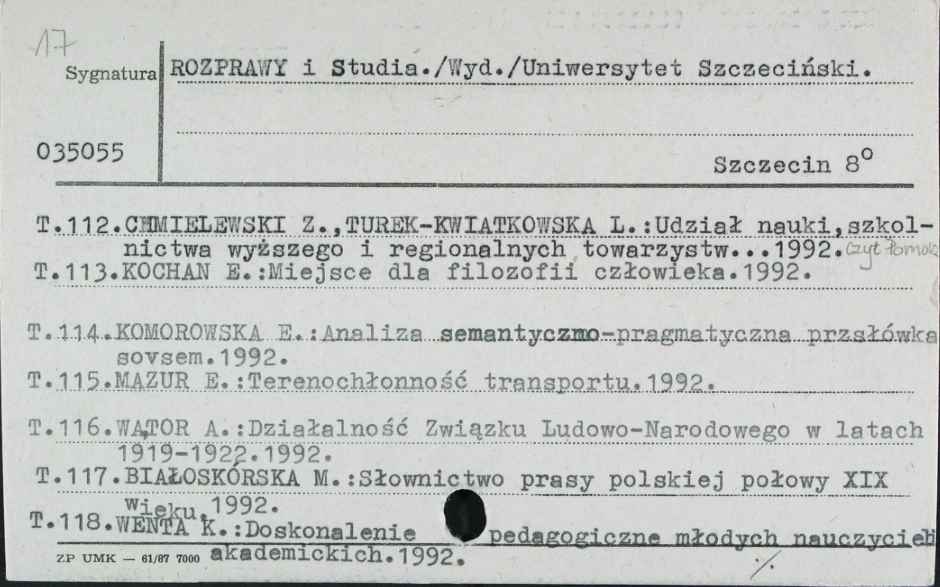 17
Sygnatura ROZPRAWY i Studia./Wyd./Uniwersytet Szczeciński.
035055
Szczecin 8°
T.112.CHMIELEWSKI Z.,TUREK-KWIATKOWSKA L.:Udział nauki,szkol-
nictwa wyższego i regionalnych towarzystw...1992. czyt
T.113.KOCHAN E.:Miejsce dla filozofii człowieka.1992.
T.114.KOMOROWSKA E.:Analiza semantyczno-pragmatyczna przsłówka
sovsem.1992.
T.115.MAZUR E.:Terenochłonność transportu.1992.
T.116.WĄTOR A.:Działalność Związku Ludowo-Narodowego w latach
1919-1922.1992.
T.117.BIAŁOSKÓRSKA M.:Słownictwo prasy polskiej połowy XIX
wieku,1992.
T.118.WENTA K.:Doskonalenie pedagogiczne młodych nauczycieli
akademickich.1992.
ZP UMK — 61/87 7000
./.